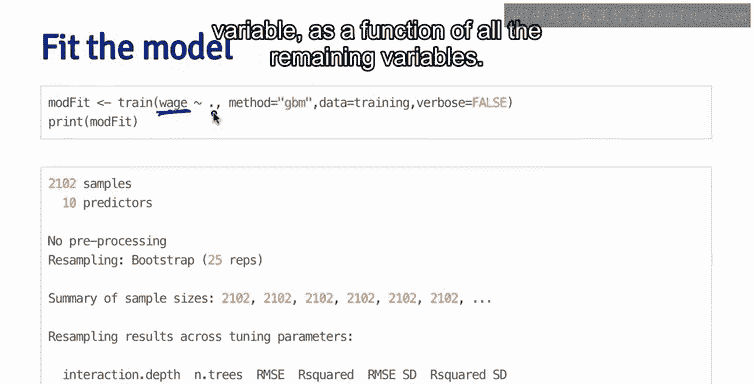 variable, as a function of all the
remaining variables.
Fit the model
modFit <- train(wage ~ ., method="gbm",data=training,verbose=FALSE)
print(modFit)
2102 samples
10 predictors
No pre-processing
Resampling: Bootstrap (25 reps)
Summary of sample sizes: 2102, 2102, 2102, 2102, 2102, 2102, ...
Resampling results across tuning parameters:
interaction.depth n.trees RMSE Rsquared RMSE SD Rsquared SD